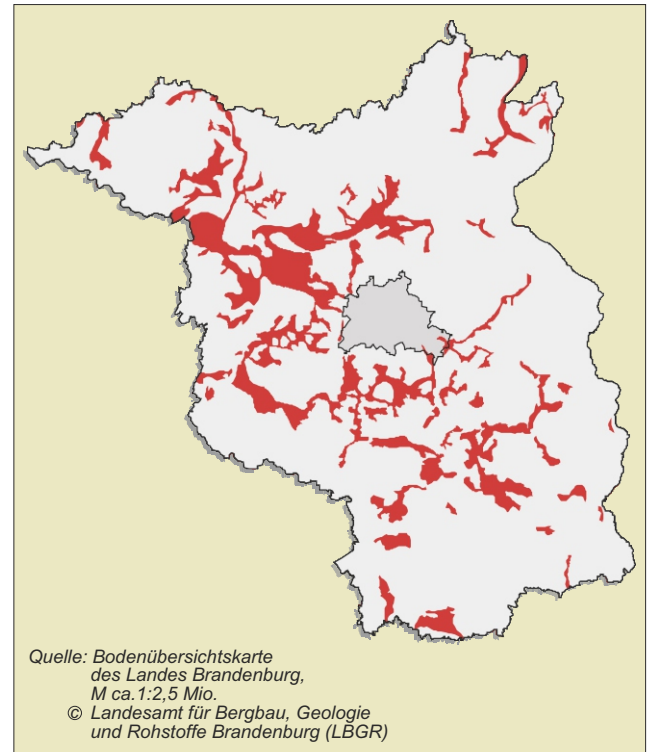 Quelle: Bodenübersichtskarte
des Landes Brandenburg,
M ca.1:2,5 Mio.
© Landesamt für Bergbau, Geologie
und Rohstoffe Brandenburg (LBGR)